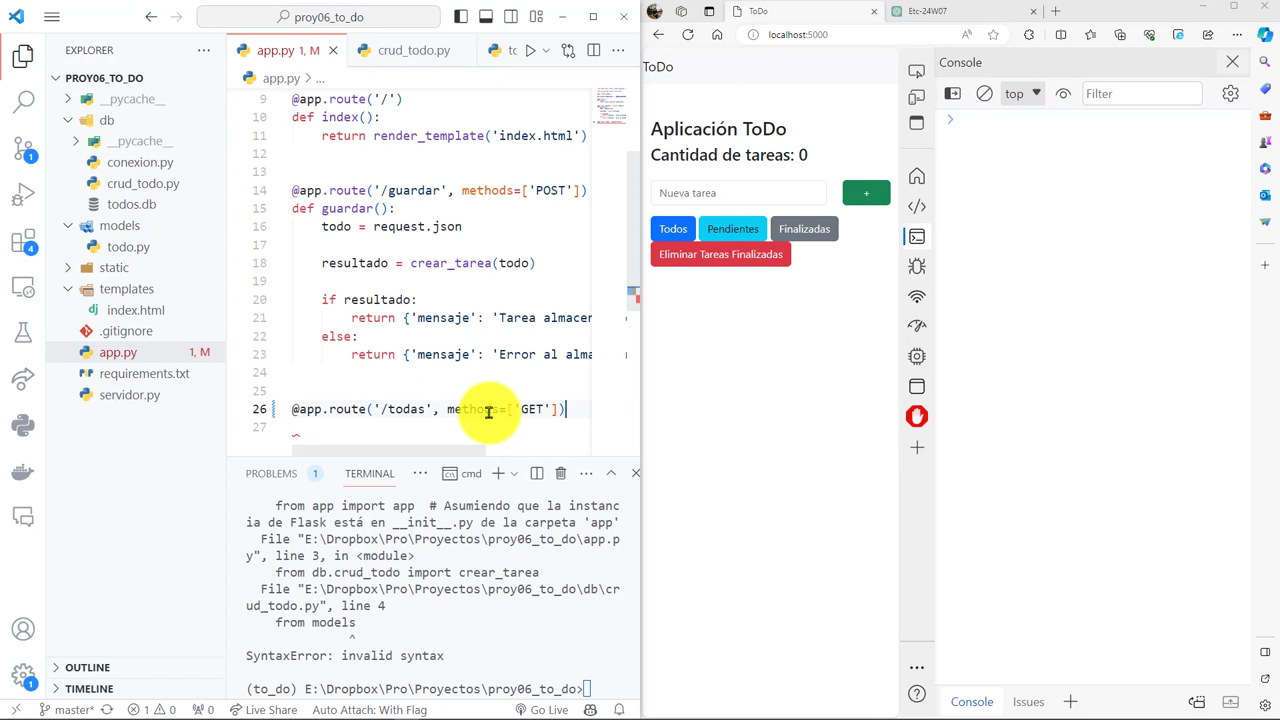 proy06_to_do
EXPLORER
PROY06_TO_DO
__pycache__
db
__pycache__
conexion.py
crud_todo.py
todos.db
models
todo.py
static
templates
index.html
.gitignore
app.py 1, M
requirements.txt
servidor.py
OUTLINE
TIMELINE
app.py 1, M
crud_todo.py
tc
app.py ...
9 @app.route('/')
10 def index():
11 return render_template('index.html')
12
13
14 @app.route('/guardar', methods=['POST'])
15 def guardar():
16 todo = request.json
17
18 resultado = crear_tarea(todo)
19
20 if resultado:
21 return {'mensaje': 'Tarea almacen
22 else:
23 return {'mensaje': 'Error al alma
24
25
26 @app.route('/todas', methods=['GET'])
27
PROBLEMS 1 TERMINAL ... cmd
from app import app # Asumiendo que la instanc
ia de Flask está en __init__.py de la carpeta 'app'
File "E:\Dropbox\Pro\Proyectos\proy06_to_do\app.p
y", line 3, in <module>
from db.crud_todo import crear_tarea
File "E:\Dropbox\Pro\Proyectos\proy06_to_do\db\cr
ud_todo.py", line 4
from models
^
SyntaxError: invalid syntax
(to_do) E:\Dropbox\Pro\Proyectos\proy06_to_do>
1
4
1
master* 1 0 0 Live Share Auto Attach: With Flag Go Live
ToDo
Etc-24W07
localhost:5000
ToDo
Aplicación ToDo
Cantidad de tareas: 0
Nueva tarea +
Todos Pendientes Finalizadas
Eliminar Tareas Finalizadas
Console
top Filter
Console Issues